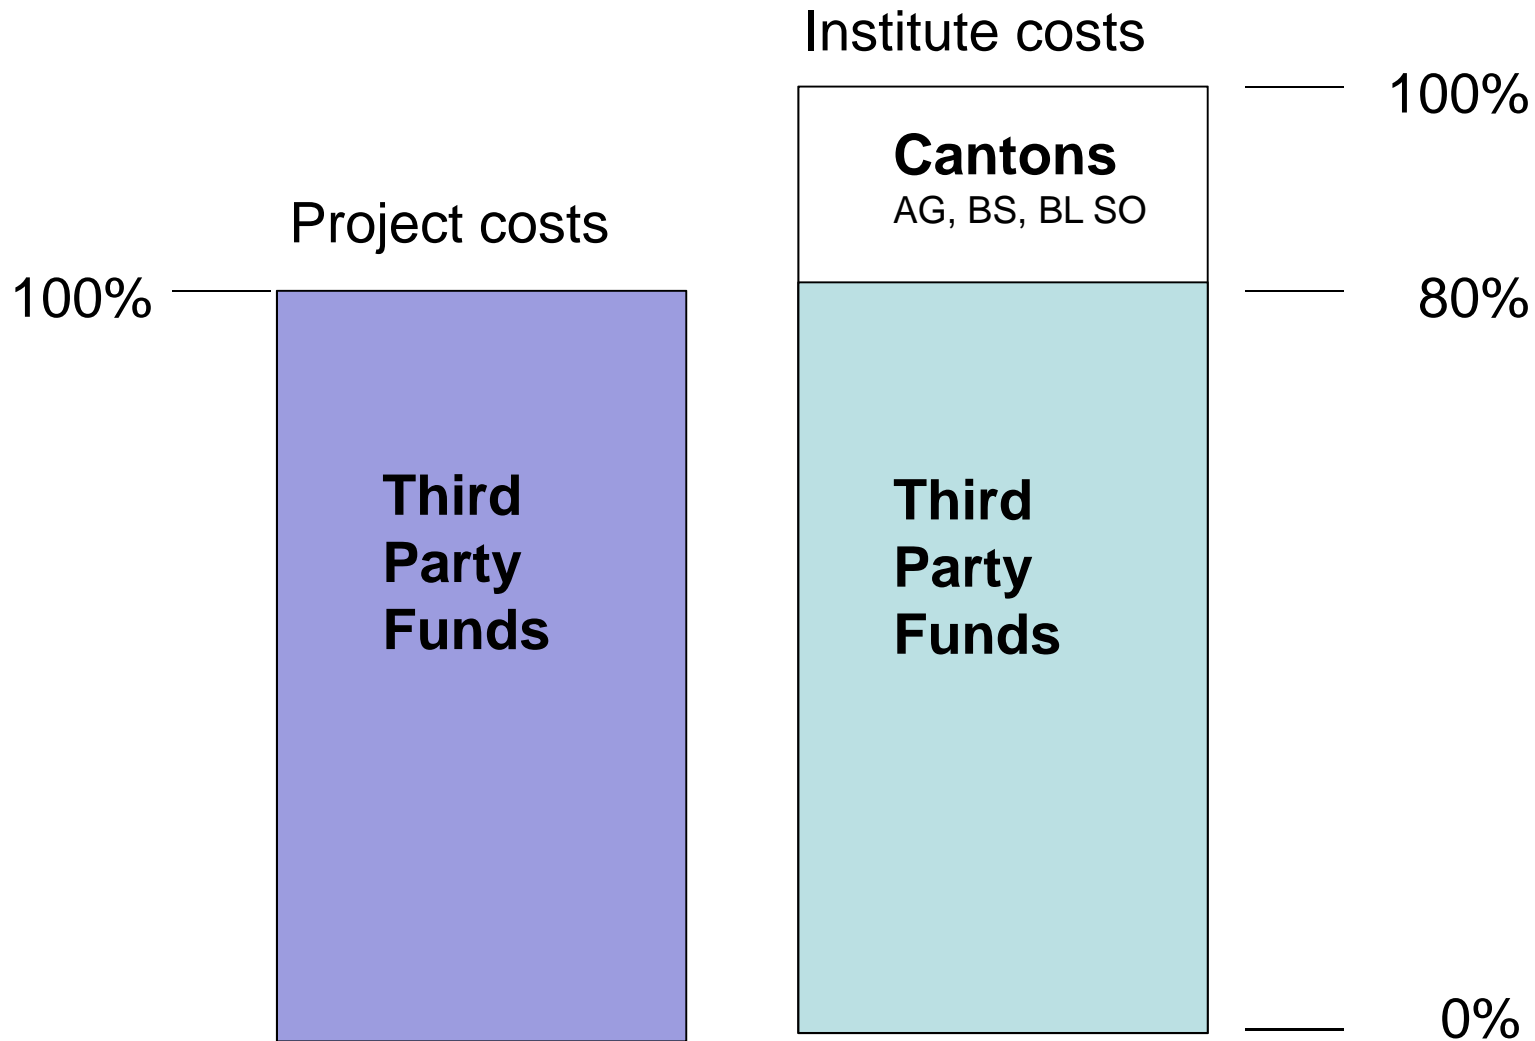 Institute costs
100%
Cantons
AG, BS, BL SO
Project costs
100%
80%
Third
Party
Funds
Third
Party
Funds
0%